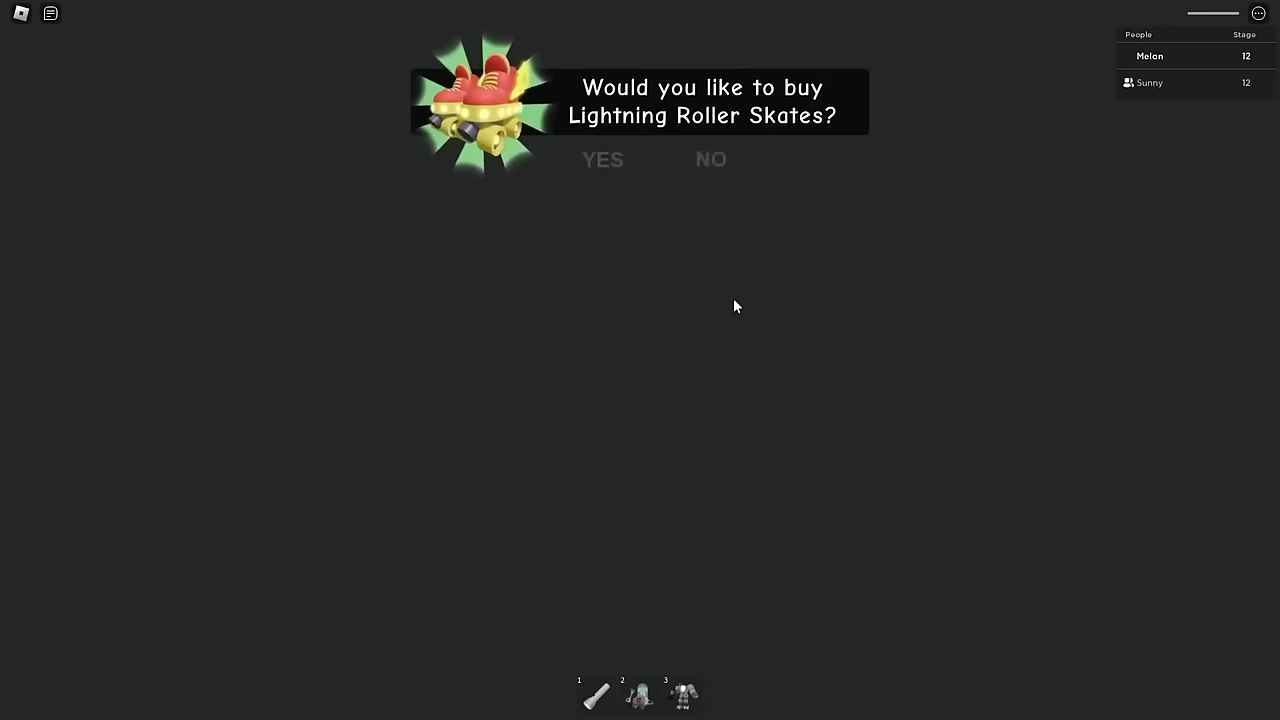 People Stage
Melon 12
Sunny 12
Would you like to buy
Lightning Roller Skates?
YES NO
1 2 3